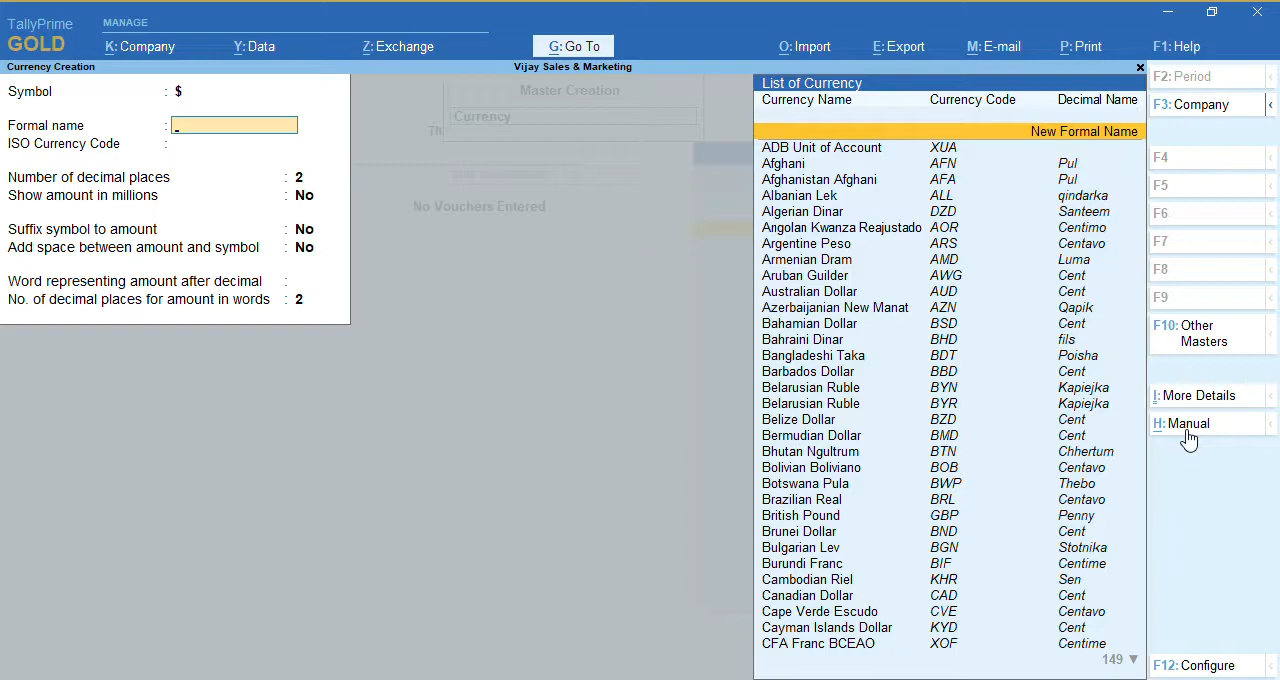 TallyPrime
GOLD
MANAGE
K: Company
Y: Data
Z: Exchange
G: Go To
O: Import
E: Export
M: E-mail
P: Print
F1: Help
Currency Creation
Vijay Sales & Marketing
Symbol : $
Formal name :
ISO Currency Code :
Number of decimal places : 2
Show amount in millions : No
Suffix symbol to amount : No
Add space between amount and symbol : No
Word representing amount after decimal :
No. of decimal places for amount in words : 2
Master Creation
Currency
Th
No Vouchers Entered
List of Currency
Currency Name Currency Code Decimal Name
New Formal Name
ADB Unit of Account XUA
Afghani AFN Pul
Afghanistan Afghani AFA Pul
Albanian Lek ALL qindarka
Algerian Dinar DZD Santeem
Angolan Kwanza Reajustado AOR Centimo
Argentine Peso ARS Centavo
Armenian Dram AMD Luma
Aruban Guilder AWG Cent
Australian Dollar AUD Cent
Azerbaijanian New Manat AZN Qapik
Bahamian Dollar BSD Cent
Bahraini Dinar BHD fils
Bangladeshi Taka BDT Poisha
Barbados Dollar BBD Cent
Belarusian Ruble BYN Kapiejka
Belarusian Ruble BYR Kapiejka
Belize Dollar BZD Cent
Bermudian Dollar BMD Cent
Bhutan Ngultrum BTN Chhertum
Bolivian Boliviano BOB Centavo
Botswana Pula BWP Thebo
Brazilian Real BRL Centavo
British Pound GBP Penny
Brunei Dollar BND Cent
Bulgarian Lev BGN Stotnika
Burundi Franc BIF Centime
Cambodian Riel KHR Sen
Canadian Dollar CAD Cent
Cape Verde Escudo CVE Centavo
Cayman Islands Dollar KYD Cent
CFA Franc BCEAO XOF Centime
149 ▼
F2: Period
F3: Company
F4
F5
F6
F7
F8
F9
F10: Other
Masters
I: More Details
H: Manual
F12: Configure